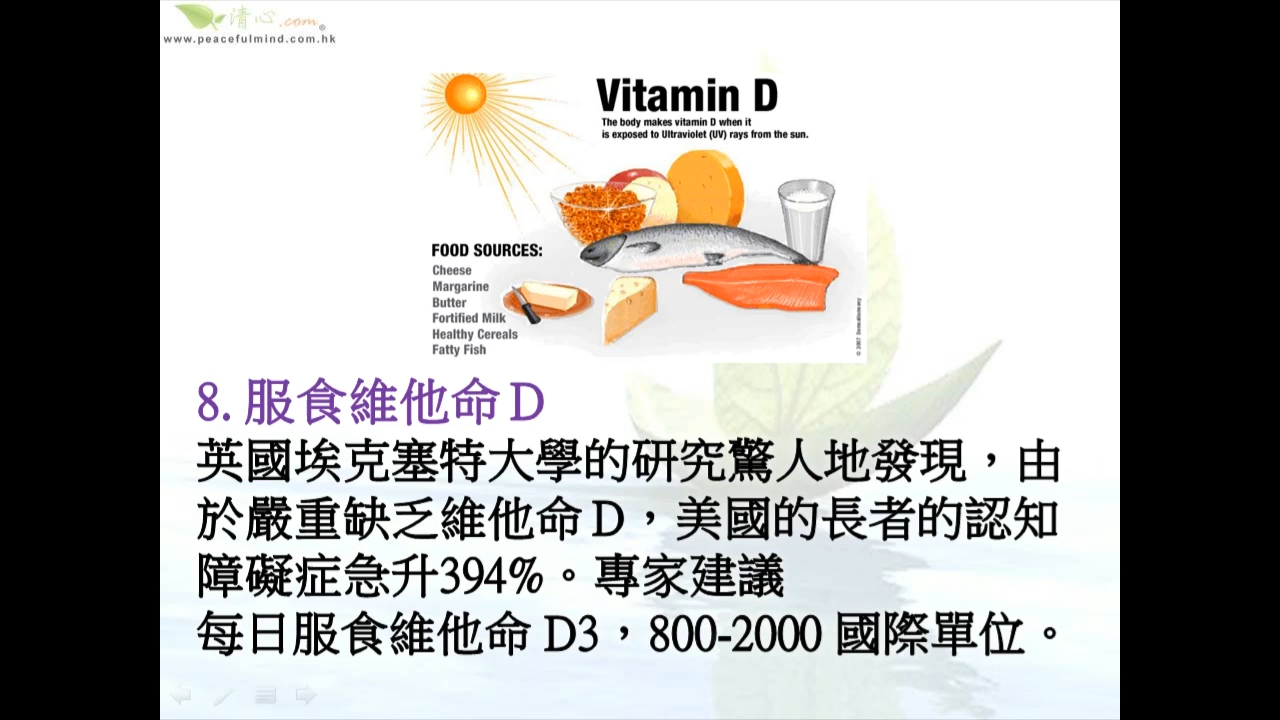 清心.com®
www.peacefulmind.com.hk
Vitamin D
The body makes vitamin D when it
is exposed to Ultraviolet (UV) rays from the sun.
FOOD SOURCES:
Cheese
Margarine
Butter
Fortified Milk
Healthy Cereals
Fatty Fish
8. 服食維他命D
英國埃克塞特大學的研究驚人地發現，由
於嚴重缺乏維他命D，美國的長者的認知
障礙症急升394%。專家建議
每日服食維他命 D3，800-2000 國際單位。